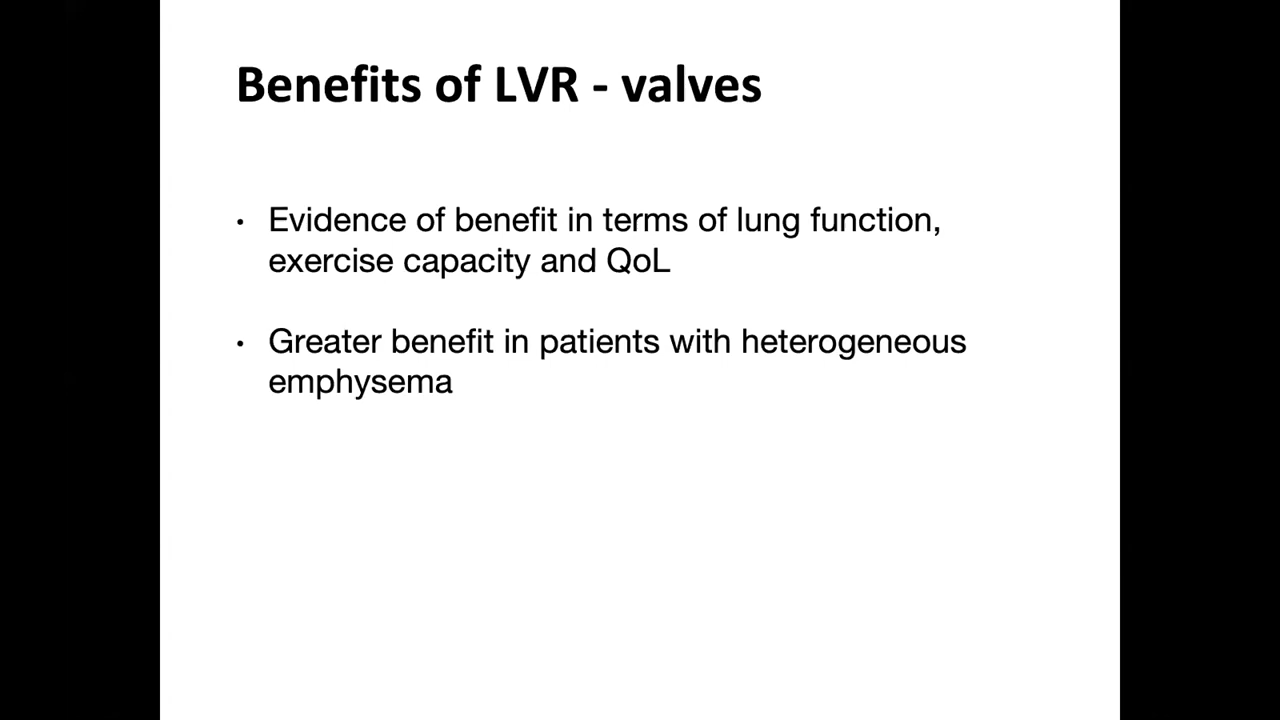 Benefits of LVR - valves
• Evidence of benefit in terms of lung function,
exercise capacity and QoL
• Greater benefit in patients with heterogeneous
emphysema